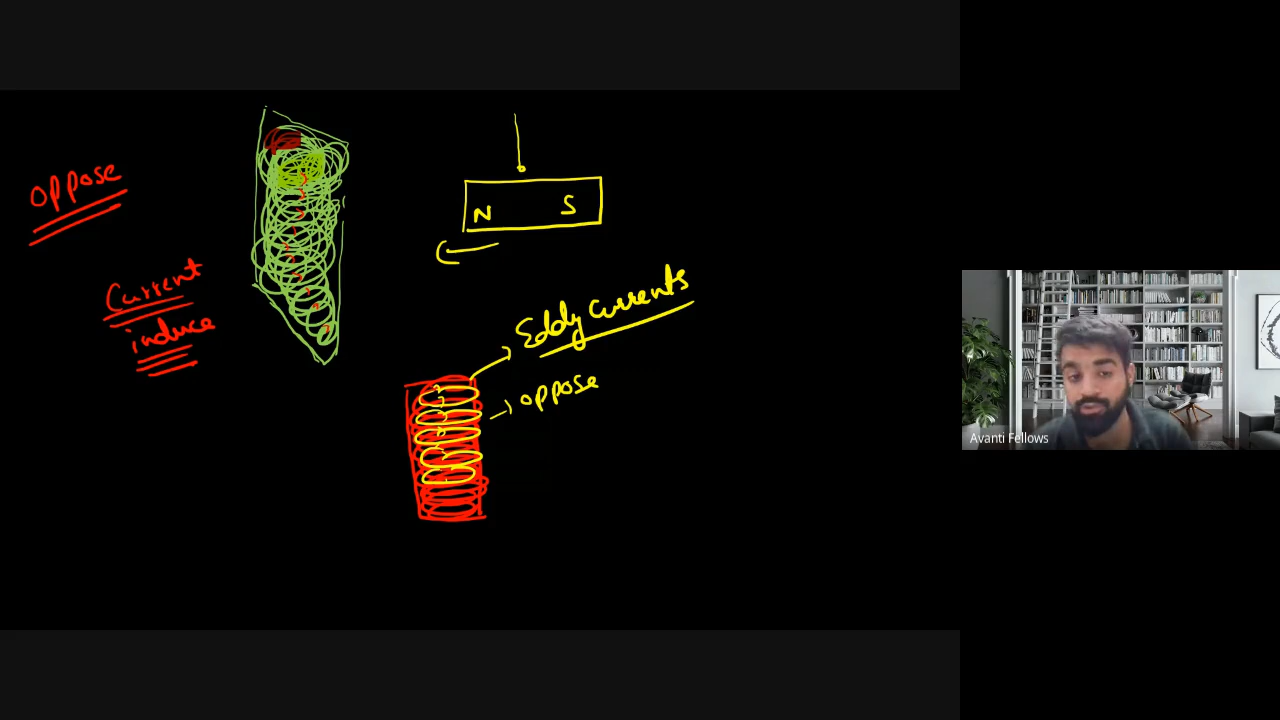 oppose
Current
induce
N S
Eddy Currents
oppose
Avanti Fellows